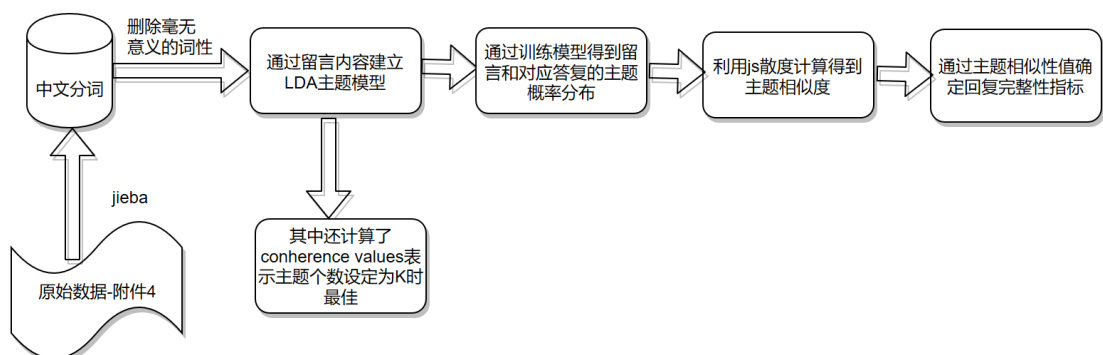 删除毫无
意义的词性
中文分词
通过留言内容建立
LDA主题模型
通过训练模型得到留
言和对应答复的主题
概率分布
利用js散度计算得到
主题相似度
通过主题相似性值确
定回复完整性指标
jieba
其中还计算了
conherence values表
示主题个数设定为K时
最佳
原始数据-附件4